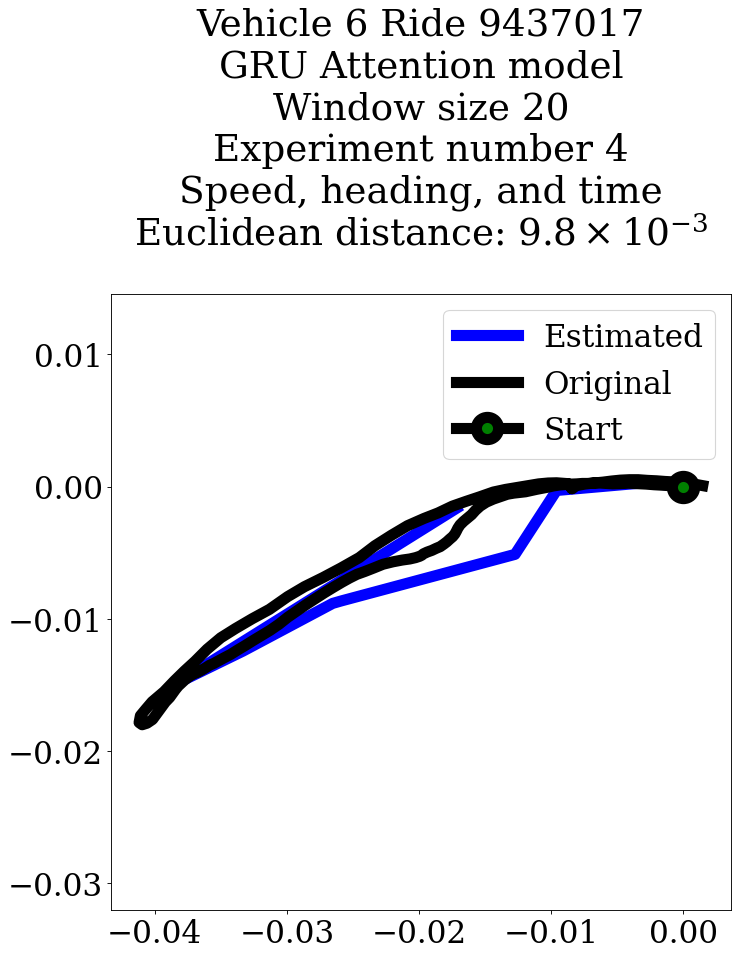 Vehicle 6 Ride 9437017
GRU Attention model
Window size 20
Experiment number 4
Speed, heading, and time
Euclidean distance: 9.8 × 10⁻³
Estimated
Original
Start
0.01
0.00
−0.01
−0.02
−0.03
−0.04 −0.03 −0.02 −0.01 0.00